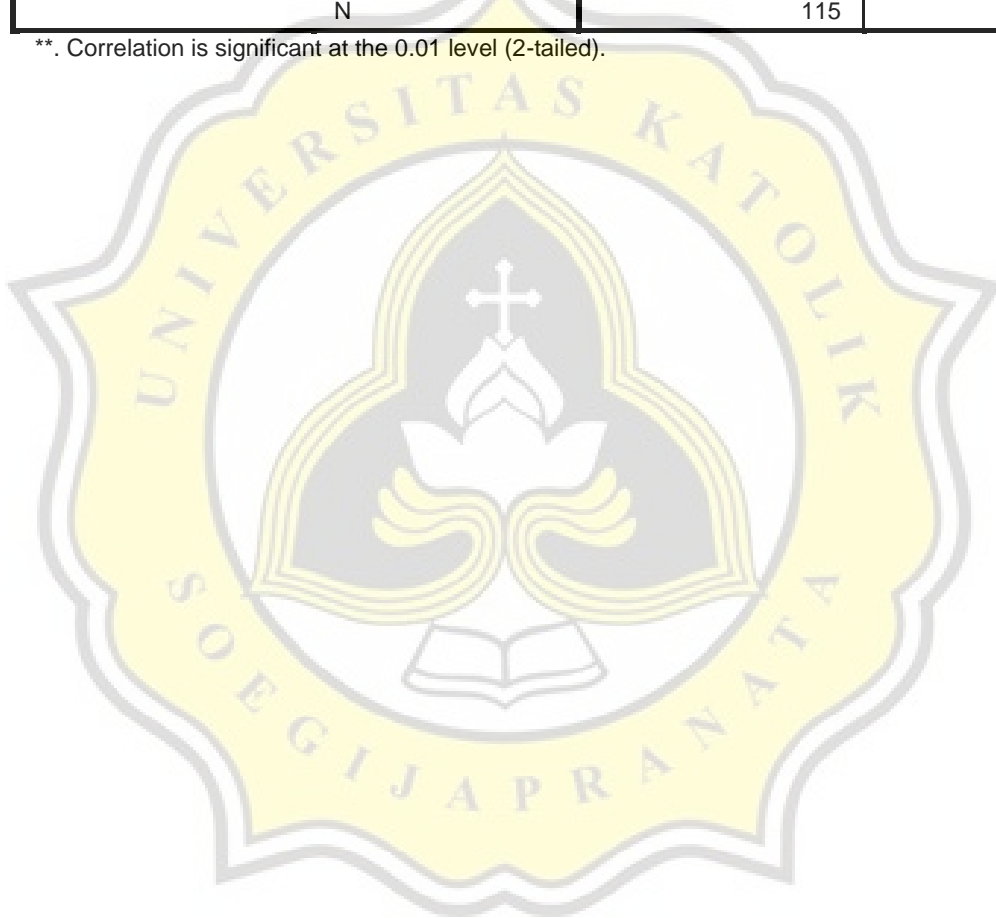 N 115
**. Correlation is significant at the 0.01 level (2-tailed).
UNIVERSITAS KATOLIK
SOEGIJAPRANATA